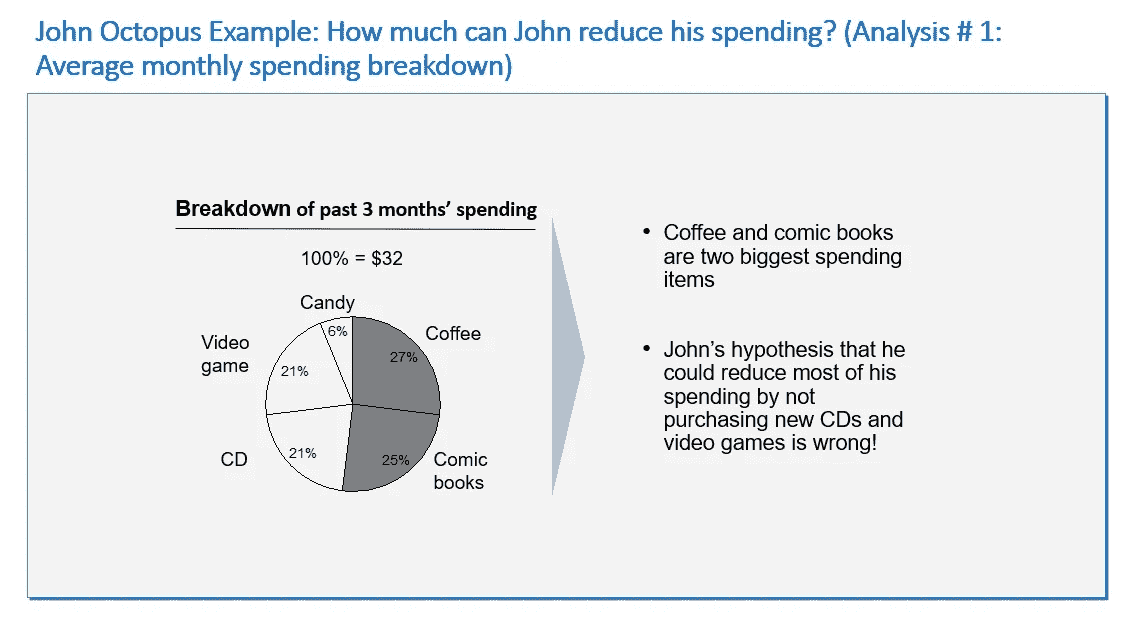 John Octopus Example: How much can John reduce his spending? (Analysis # 1:
Average monthly spending breakdown)
Breakdown of past 3 months’ spending
100% = $32
Candy
6%
Coffee
27%
Video
game
21%
CD
21%
Comic
books
25%
• Coffee and comic books
are two biggest spending
items
• John’s hypothesis that he
could reduce most of his
spending by not
purchasing new CDs and
video games is wrong!